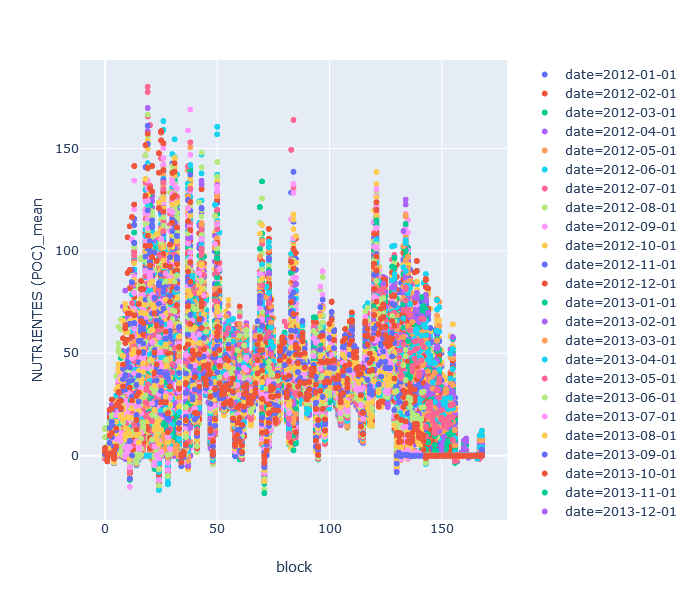 NUTRIENTES (POC)_mean
150
100
50
0
0
50
100
150
block
date=2012-01-01
date=2012-02-01
date=2012-03-01
date=2012-04-01
date=2012-05-01
date=2012-06-01
date=2012-07-01
date=2012-08-01
date=2012-09-01
date=2012-10-01
date=2012-11-01
date=2012-12-01
date=2013-01-01
date=2013-02-01
date=2013-03-01
date=2013-04-01
date=2013-05-01
date=2013-06-01
date=2013-07-01
date=2013-08-01
date=2013-09-01
date=2013-10-01
date=2013-11-01
date=2013-12-01